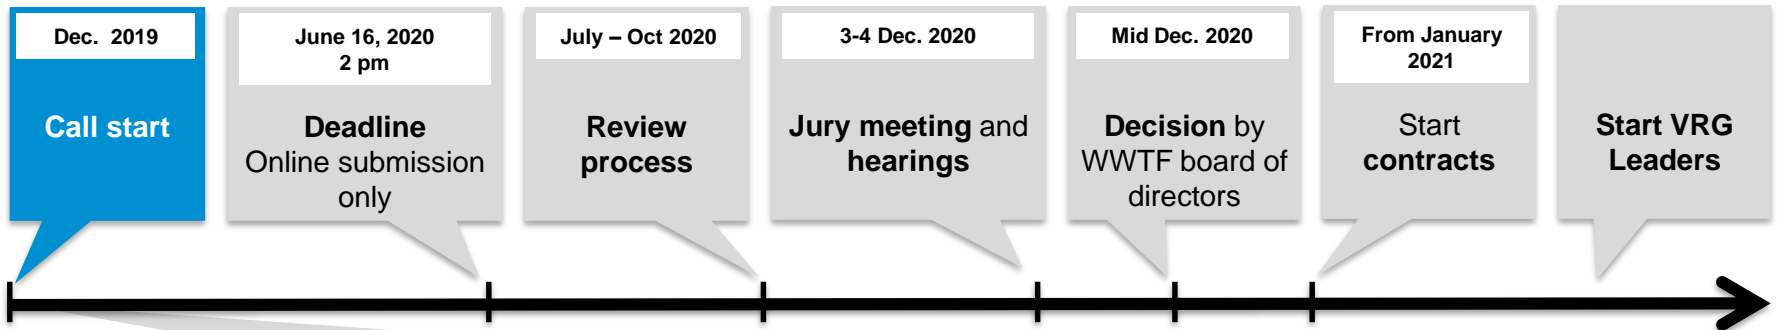 Dec. 2019
Call start
June 16, 2020
2 pm
Deadline
Online submission
only
July – Oct 2020
Review
process
3-4 Dec. 2020
Jury meeting and
hearings
Mid Dec. 2020
Decision by
WWTF board of
directors
From January
2021
Start
contracts
Start VRG
Leaders